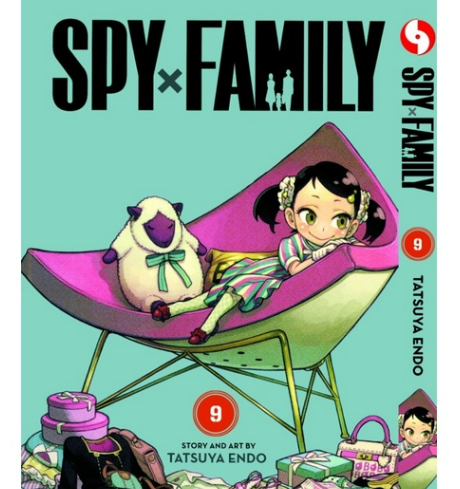 SPY×FAMILY
9
STORY AND ART BY
TATSUYA ENDO
SPY×FAMILY
9
TATSUYA ENDO